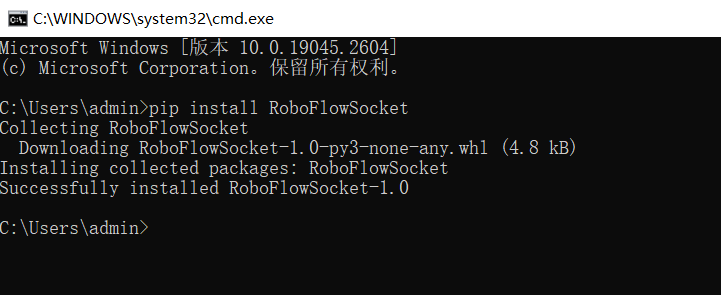 C:\WINDOWS\system32\cmd.exe
Microsoft Windows [版本 10.0.19045.2604]
(c) Microsoft Corporation。保留所有权利。
C:\Users\admin>pip install RoboFlowSocket
Collecting RoboFlowSocket
  Downloading RoboFlowSocket-1.0-py3-none-any.whl (4.8 kB)
Installing collected packages: RoboFlowSocket
Successfully installed RoboFlowSocket-1.0
C:\Users\admin>